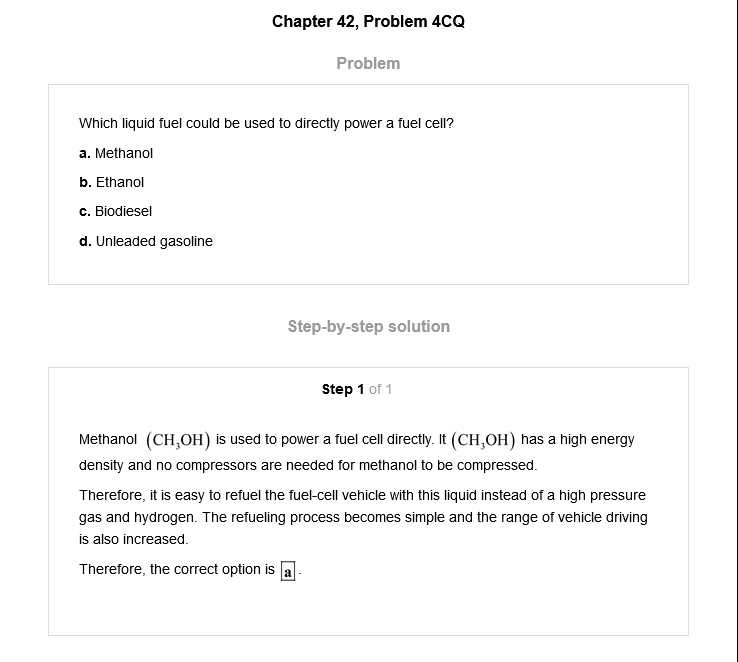 Chapter 42, Problem 4CQ
Problem
Which liquid fuel could be used to directly power a fuel cell?
a. Methanol
b. Ethanol
c. Biodiesel
d. Unleaded gasoline
Step-by-step solution
Step 1 of 1
Methanol (CH₃OH) is used to power a fuel cell directly. It (CH₃OH) has a high energy
density and no compressors are needed for methanol to be compressed.
Therefore, it is easy to refuel the fuel-cell vehicle with this liquid instead of a high pressure
gas and hydrogen. The refueling process becomes simple and the range of vehicle driving
is also increased.
Therefore, the correct option is a.